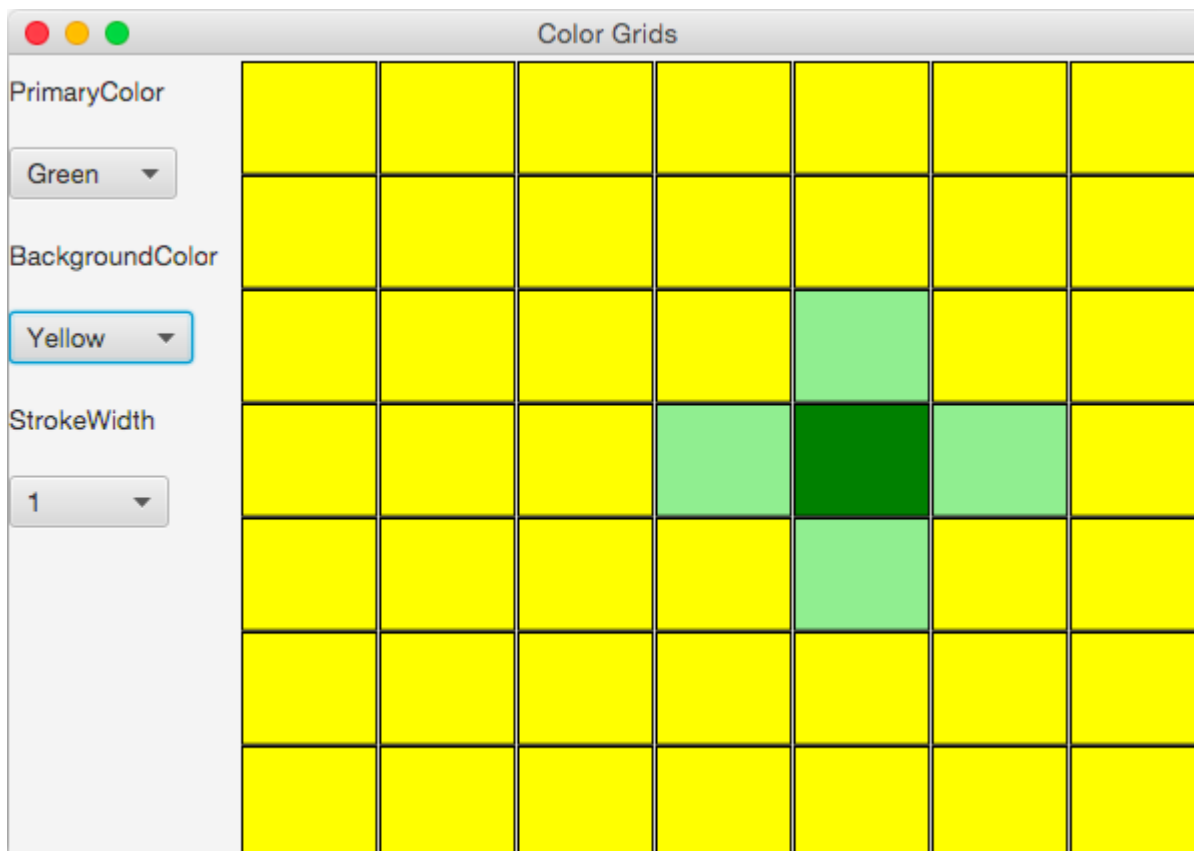 Color Grids
PrimaryColor
Green
BackgroundColor
Yellow
StrokeWidth
1